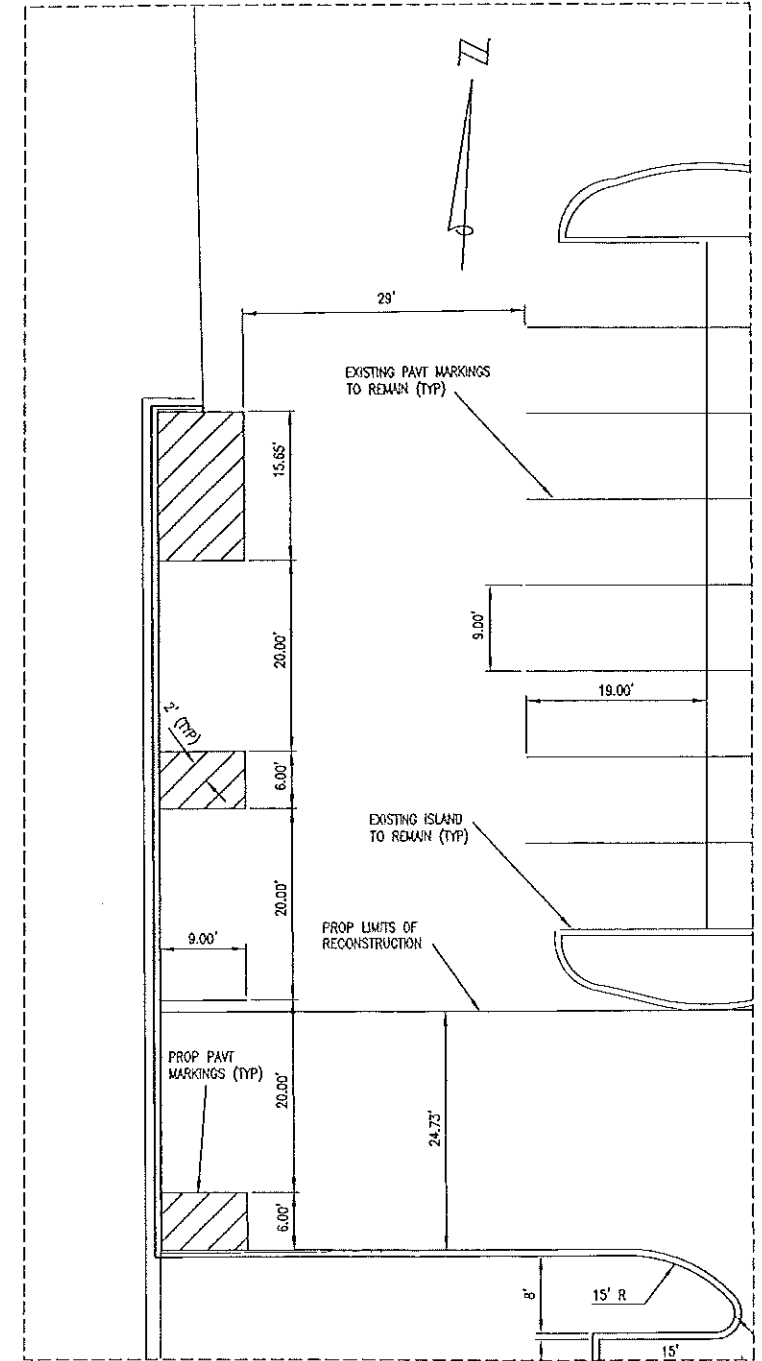 N
29'
EXISTING PAVT MARKINGS
TO REMAIN (TYP)
15.65'
20.00'
9.00'
19.00'
2' (TYP)
6.00'
EXISTING ISLAND
TO REMAIN (TYP)
20.00'
PROP LIMITS OF
RECONSTRUCTION
9.00'
PROP PAVT
MARKINGS (TYP)
20.00'
24.73'
6.00'
8'
15' R
15'